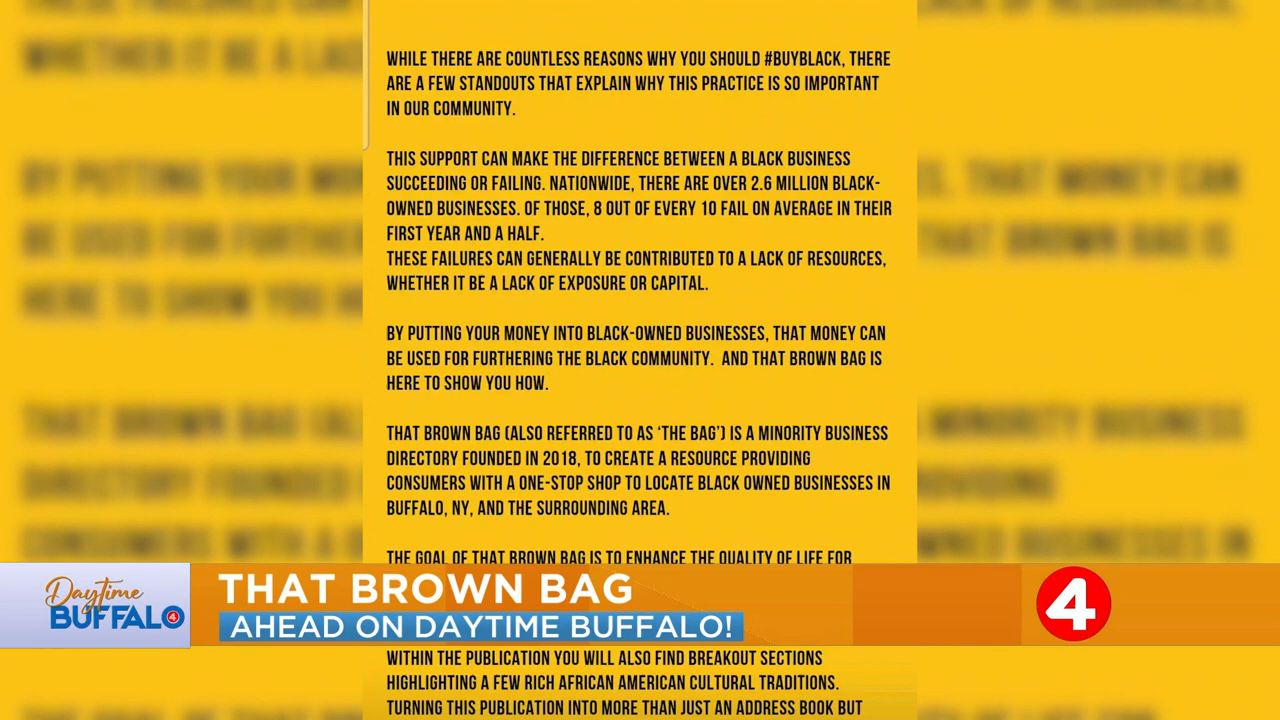 WHILE THERE ARE COUNTLESS REASONS WHY YOU SHOULD #BUYBLACK, THERE
ARE A FEW STANDOUTS THAT EXPLAIN WHY THIS PRACTICE IS SO IMPORTANT
IN OUR COMMUNITY.
THIS SUPPORT CAN MAKE THE DIFFERENCE BETWEEN A BLACK BUSINESS
SUCCEEDING OR FAILING. NATIONWIDE, THERE ARE OVER 2.6 MILLION BLACK-
OWNED BUSINESSES. OF THOSE, 8 OUT OF EVERY 10 FAIL ON AVERAGE IN THEIR
FIRST YEAR AND A HALF.
THESE FAILURES CAN GENERALLY BE CONTRIBUTED TO A LACK OF RESOURCES,
WHETHER IT BE A LACK OF EXPOSURE OR CAPITAL.
BY PUTTING YOUR MONEY INTO BLACK-OWNED BUSINESSES, THAT MONEY CAN
BE USED FOR FURTHERING THE BLACK COMMUNITY. AND THAT BROWN BAG IS
HERE TO SHOW YOU HOW.
THAT BROWN BAG (ALSO REFERRED TO AS ‘THE BAG’) IS A MINORITY BUSINESS
DIRECTORY FOUNDED IN 2018, TO CREATE A RESOURCE PROVIDING
CONSUMERS WITH A ONE-STOP SHOP TO LOCATE BLACK OWNED BUSINESSES IN
BUFFALO, NY, AND THE SURROUNDING AREA.
THE GOAL OF THAT BROWN BAG IS TO ENHANCE THE QUALITY OF LIFE FOR
Daytime
BUFFALO 4
THAT BROWN BAG
AHEAD ON DAYTIME BUFFALO!
4
WITHIN THE PUBLICATION YOU WILL ALSO FIND BREAKOUT SECTIONS
HIGHLIGHTING A FEW RICH AFRICAN AMERICAN CULTURAL TRADITIONS.
TURNING THIS PUBLICATION INTO MORE THAN JUST AN ADDRESS BOOK BUT